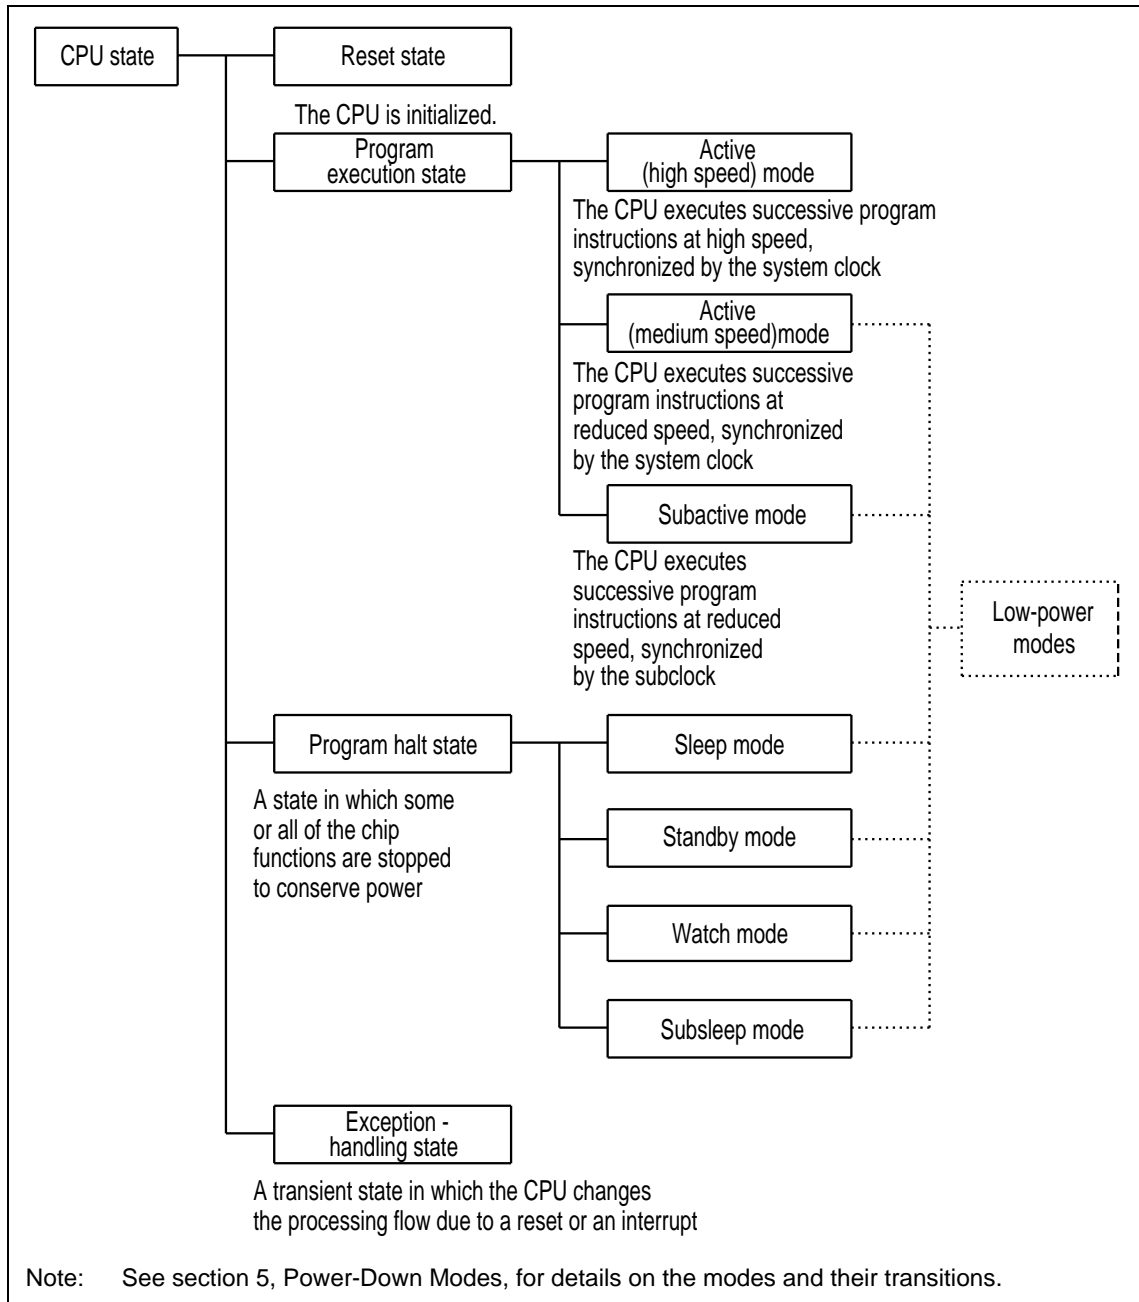 CPU state
Reset state
The CPU is initialized.
Program
execution state
Active
(high speed) mode
The CPU executes successive program
instructions at high speed,
synchronized by the system clock
Active
(medium speed)mode
The CPU executes successive
program instructions at
reduced speed, synchronized
by the system clock
Subactive mode
The CPU executes
successive program
instructions at reduced
speed, synchronized
by the subclock
Low-power
modes
Program halt state
A state in which some
or all of the chip
functions are stopped
to conserve power
Sleep mode
Standby mode
Watch mode
Subsleep mode
Exception -
handling state
A transient state in which the CPU changes
the processing flow due to a reset or an interrupt
Note: See section 5, Power-Down Modes, for details on the modes and their transitions.